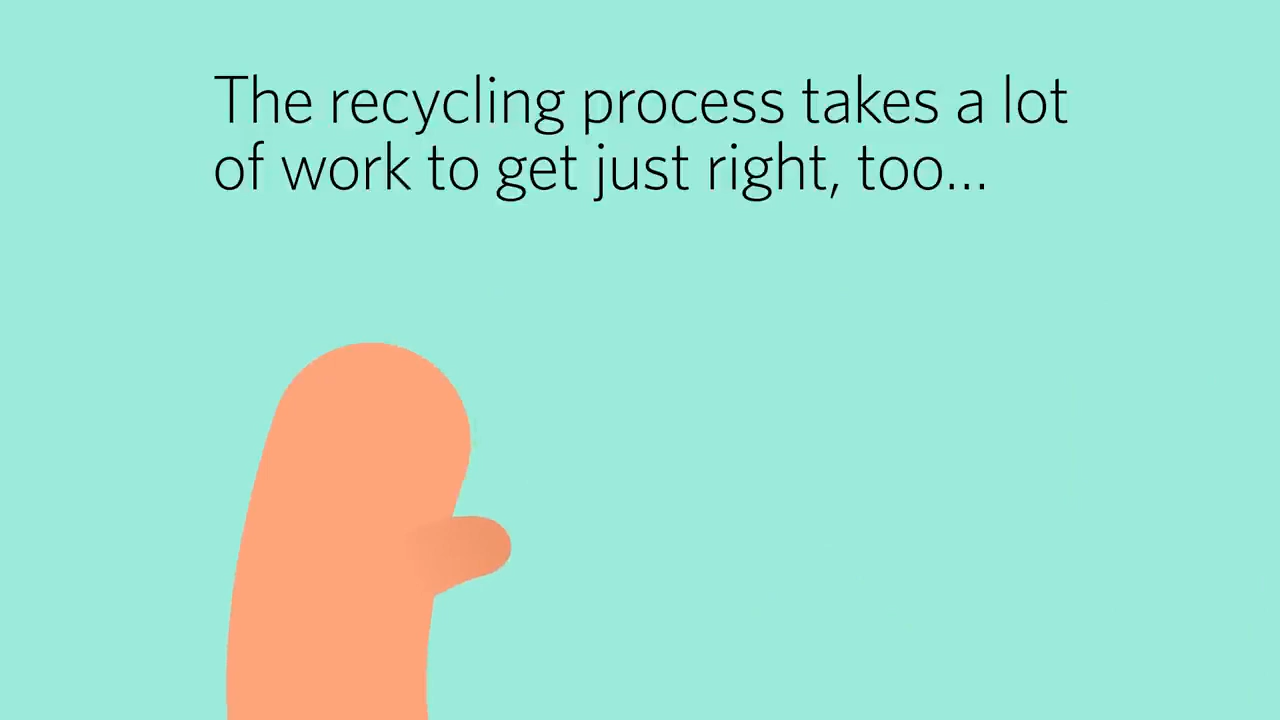 The recycling process takes a lot
of work to get just right, too...